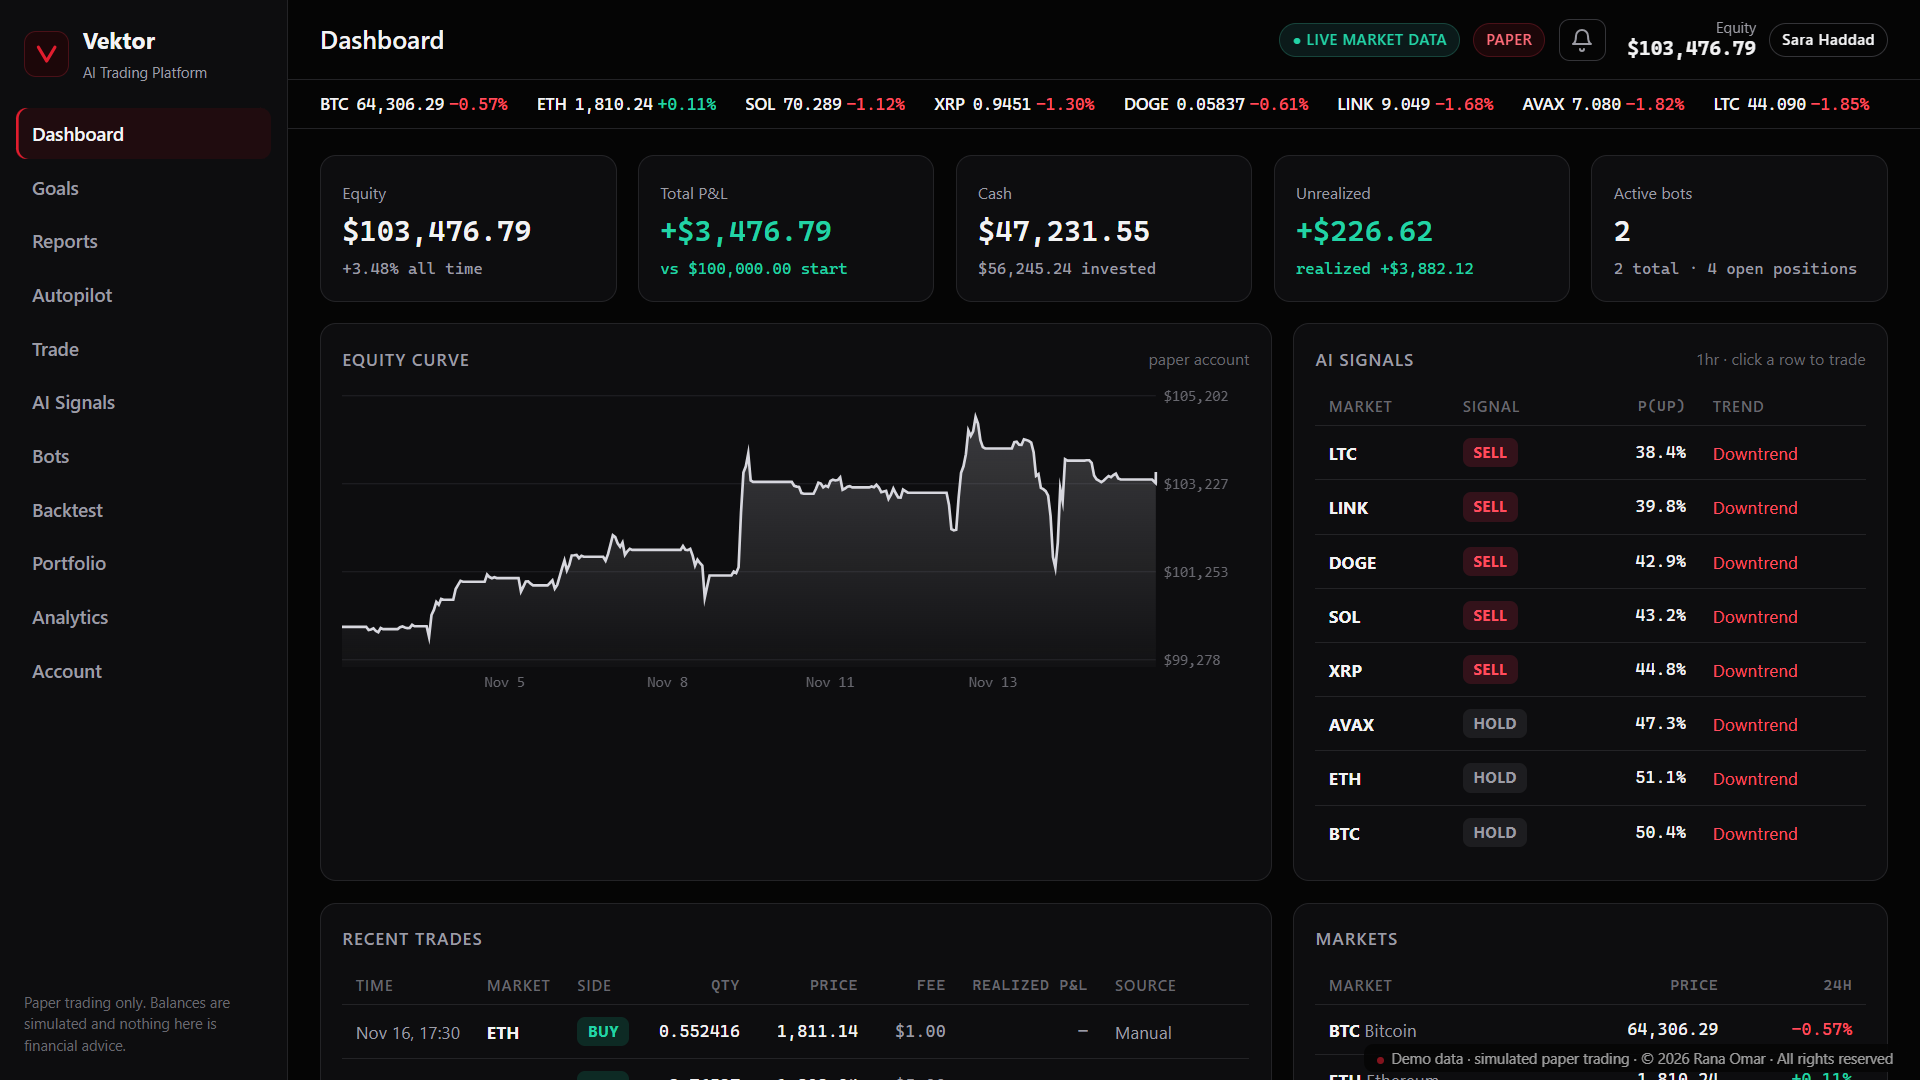 Vektor
AI Trading Platform
Dashboard
Goals
Reports
Autopilot
Trade
AI Signals
Bots
Backtest
Portfolio
Analytics
Account
Paper trading only. Balances are
simulated and nothing here is
financial advice.
Dashboard
● LIVE MARKET DATA PAPER Equity $103,476.79 Sara Haddad
BTC 64,306.29 −0.57% ETH 1,810.24 +0.11% SOL 70.289 −1.12% XRP 0.9451 −1.30% DOGE 0.05837 −0.61% LINK 9.049 −1.68% AVAX 7.080 −1.82% LTC 44.090 −1.85%
Equity
$103,476.79
+3.48% all time
Total P&L
+$3,476.79
vs $100,000.00 start
Cash
$47,231.55
$56,245.24 invested
Unrealized
+$226.62
realized +$3,882.12
Active bots
2
2 total · 4 open positions
EQUITY CURVE paper account
$105,202
$103,227
$101,253
$99,278
Nov 5 Nov 8 Nov 11 Nov 13
AI SIGNALS 1hr · click a row to trade
MARKET SIGNAL P(UP) TREND
LTC SELL 38.4% Downtrend
LINK SELL 39.8% Downtrend
DOGE SELL 42.9% Downtrend
SOL SELL 43.2% Downtrend
XRP SELL 44.8% Downtrend
AVAX HOLD 47.3% Downtrend
ETH HOLD 51.1% Downtrend
BTC HOLD 50.4% Downtrend
RECENT TRADES
TIME MARKET SIDE QTY PRICE FEE REALIZED P&L SOURCE
Nov 16, 17:30 ETH BUY 0.552416 1,811.14 $1.00 — Manual
MARKETS
MARKET PRICE 24H
BTC Bitcoin 64,306.29 −0.57%
ETH Ethereum 1,810.24 +0.11%
Demo data · simulated paper trading · © 2026 Rana Omar · All rights reserved